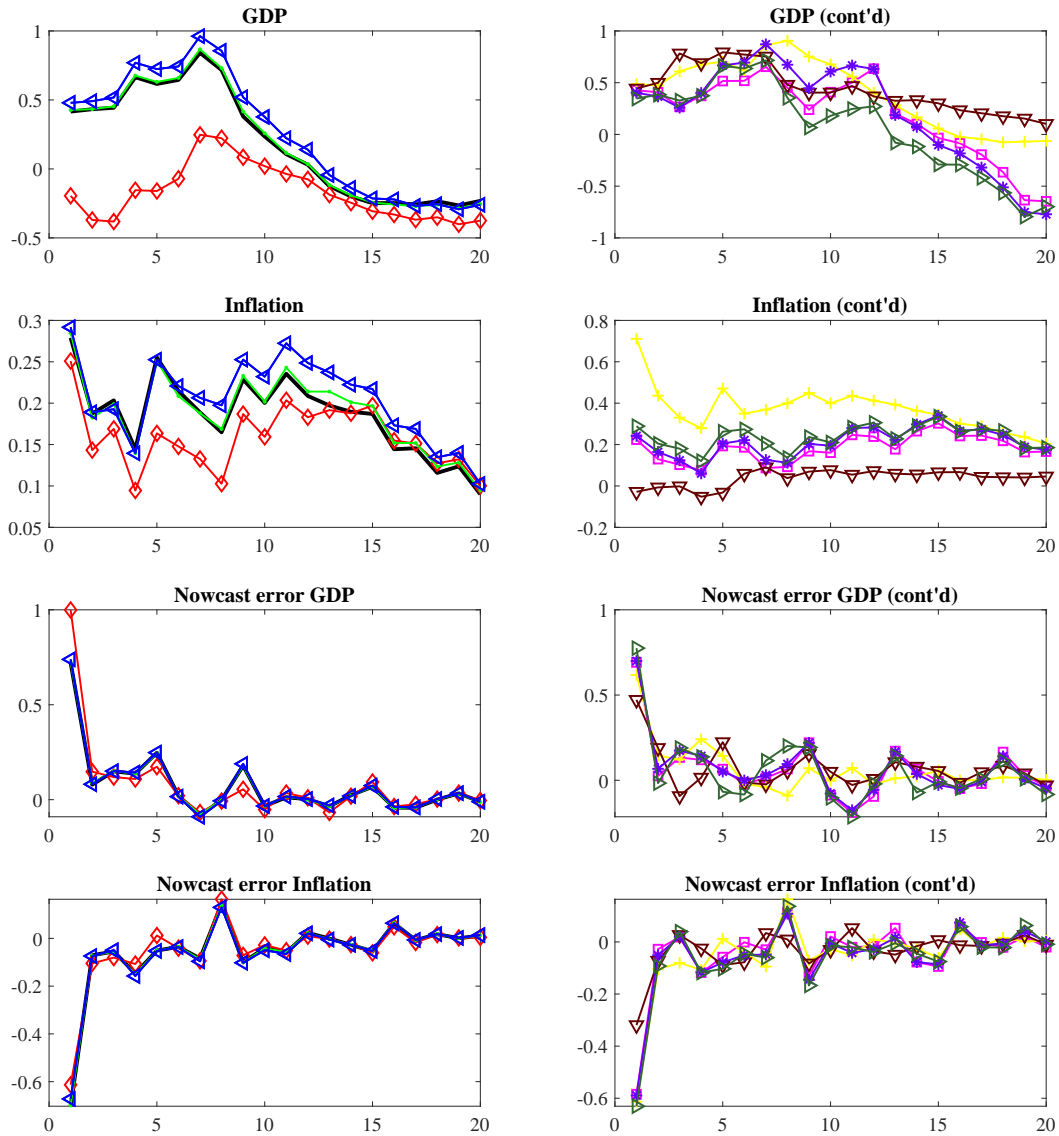 GDP
1
0.5
0
-0.5
0 5 10 15 20
GDP (cont'd)
1
0.5
0
-0.5
-1
0 5 10 15 20
Inflation
0.3
0.25
0.2
0.15
0.1
0.05
0 5 10 15 20
Inflation (cont'd)
0.8
0.6
0.4
0.2
0
-0.2
0 5 10 15 20
Nowcast error GDP
1
0.5
0
0 5 10 15 20
Nowcast error GDP (cont'd)
1
0.5
0
0 5 10 15 20
Nowcast error Inflation
0
-0.2
-0.4
-0.6
0 5 10 15 20
Nowcast error Inflation (cont'd)
0
-0.2
-0.4
-0.6
0 5 10 15 20